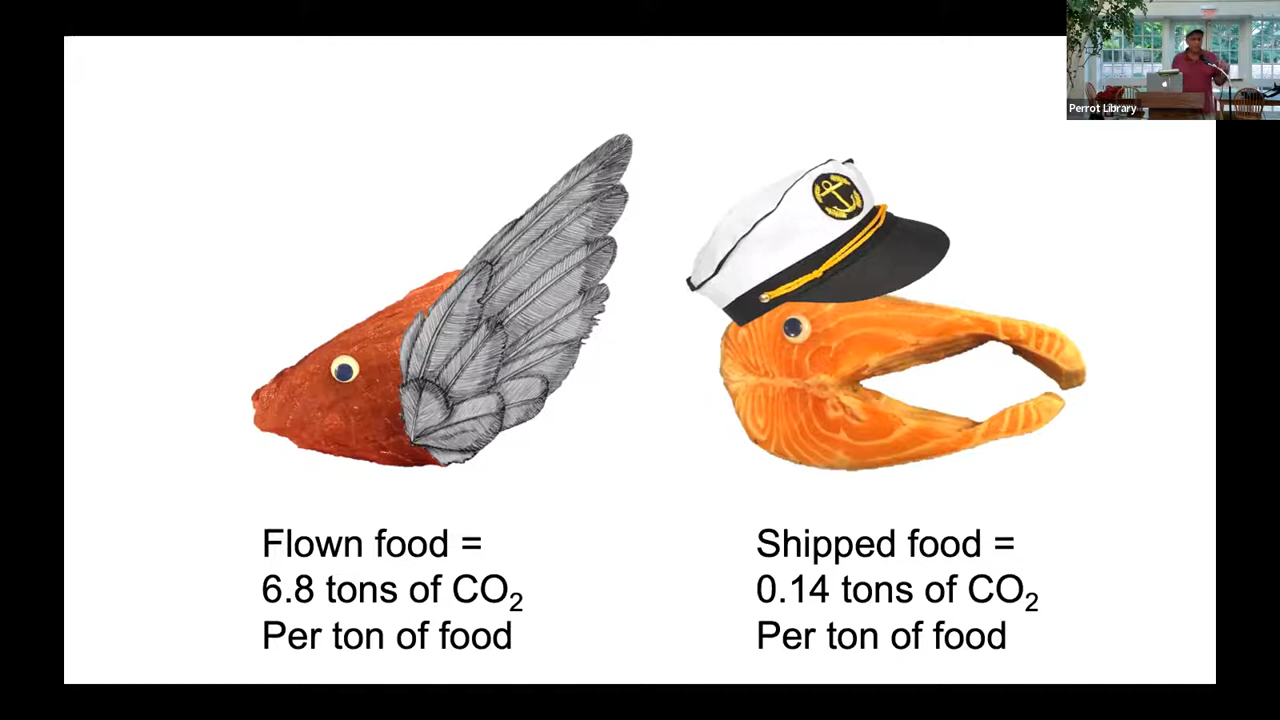 Perrot Library
Flown food =
6.8 tons of CO₂
Per ton of food
Shipped food =
0.14 tons of CO₂
Per ton of food